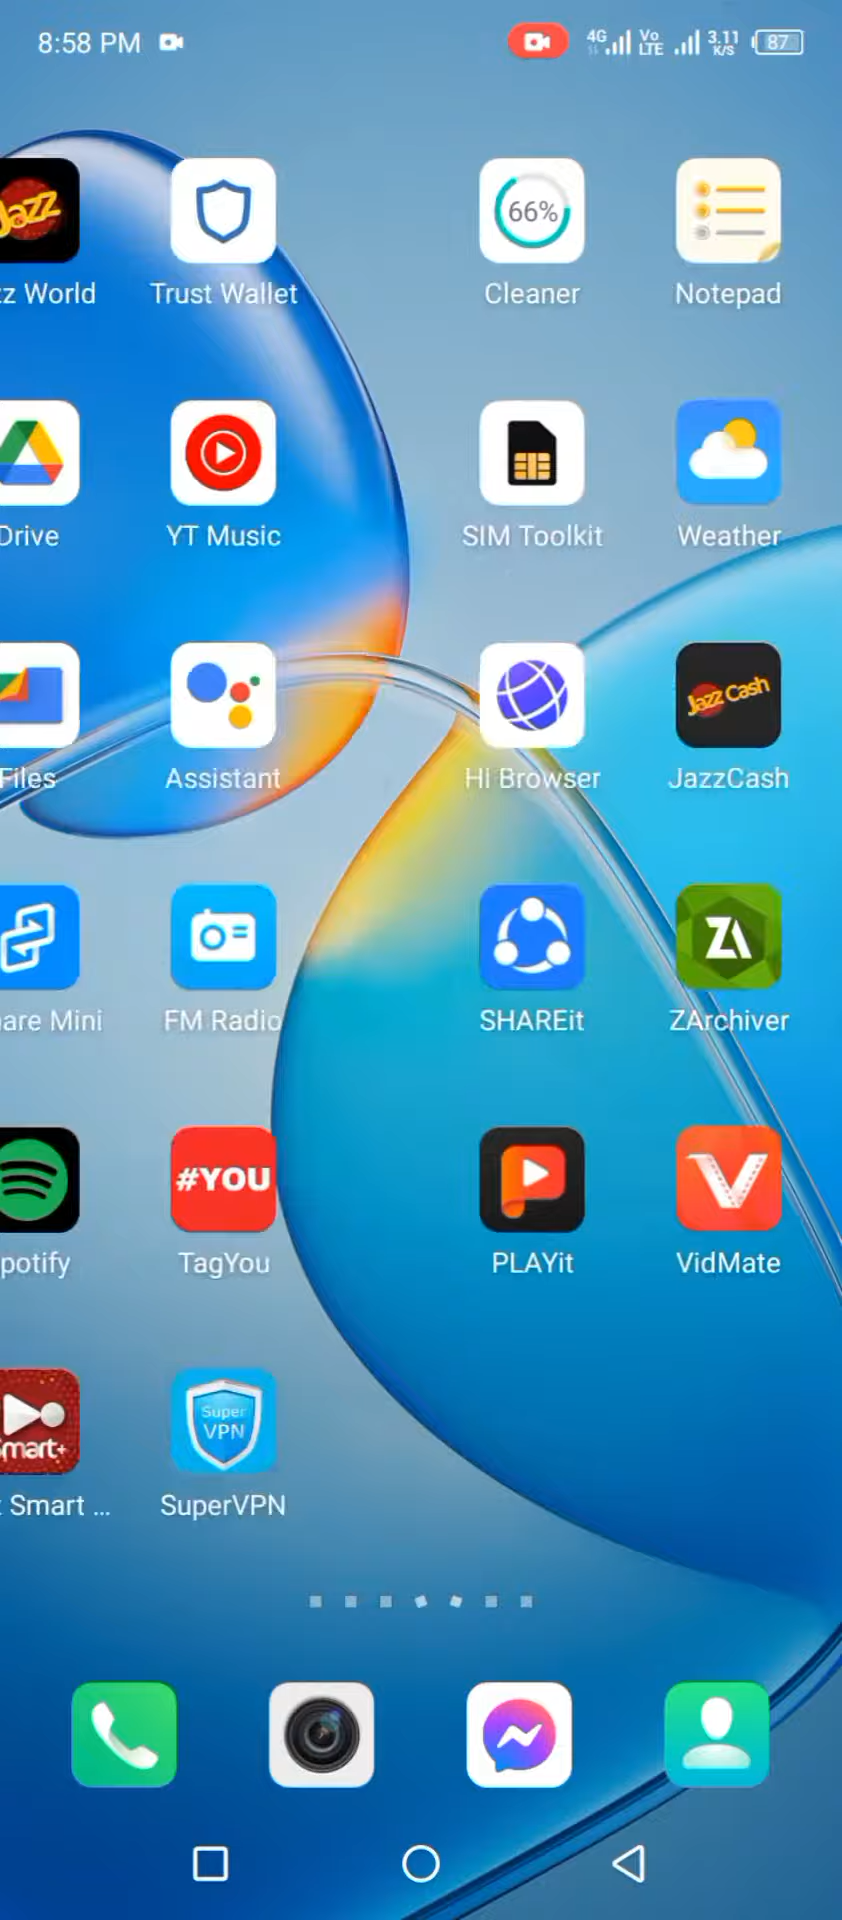 8:58 PM 4G Vo LTE 3.11 K/S 87
Jazz 66%
zz World Trust Wallet Cleaner Notepad
Drive YT Music SIM Toolkit Weather
Jazz Cash
Files Assistant Hi Browser JazzCash
ZA
are Mini FM Radio SHAREit ZArchiver
#YOU
potify TagYou PLAYit VidMate
Super
VPN
mart+
t Smart ... SuperVPN